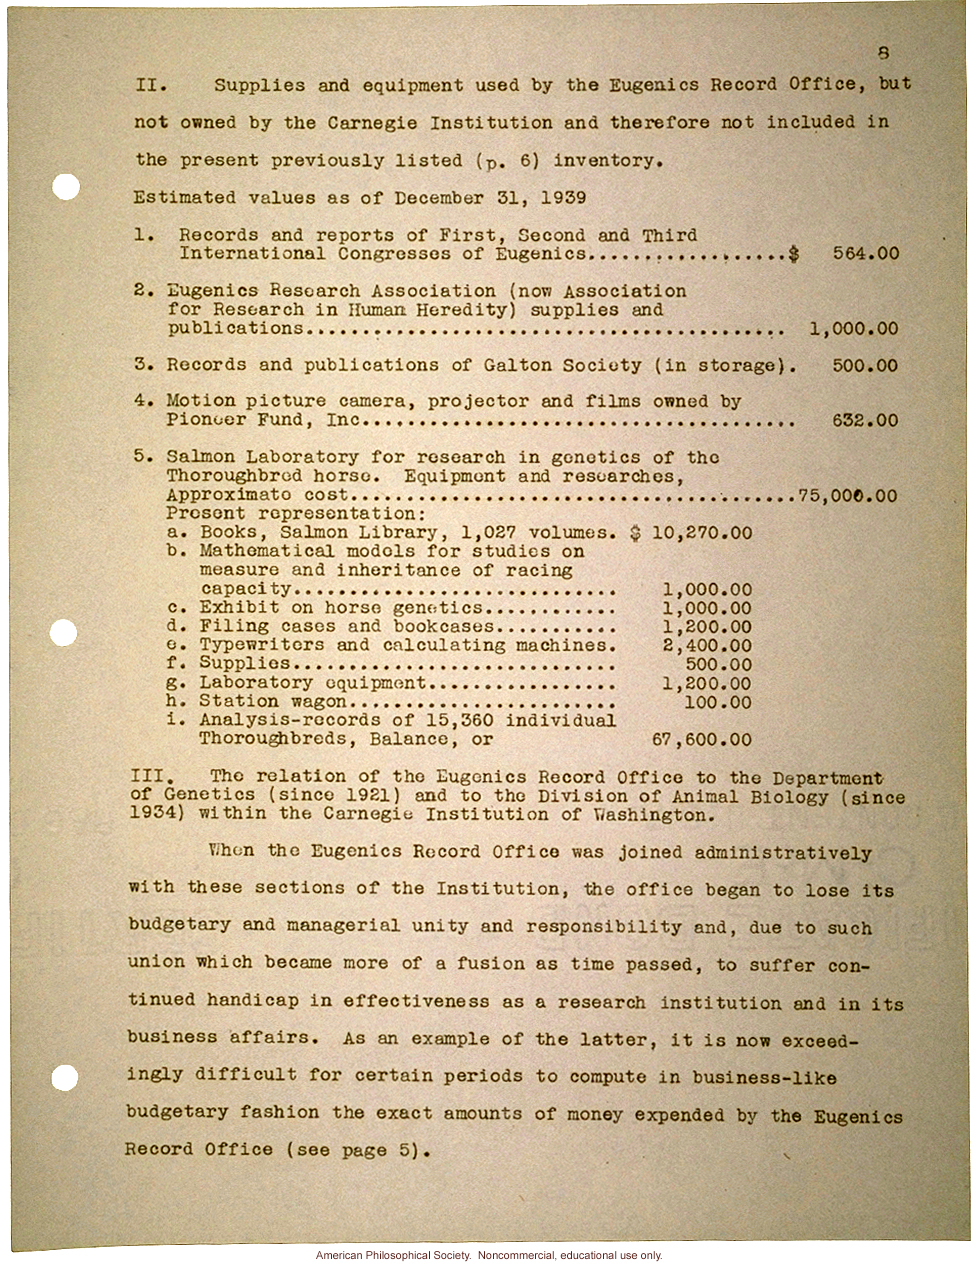 8
II. Supplies and equipment used by the Eugenics Record Office, but
not owned by the Carnegie Institution and therefore not included in
the present previously listed (p. 6) inventory.
Estimated values as of December 31, 1939
1. Records and reports of First, Second and Third
International Congresses of Eugenics..................$ 564.00
2. Eugenics Research Association (now Association
for Research in Human Heredity) supplies and
publications........................................... 1,000.00
3. Records and publications of Galton Society (in storage). 500.00
4. Motion picture camera, projector and films owned by
Pioneer Fund, Inc....................................... 632.00
5. Salmon Laboratory for research in genetics of the
Thoroughbred horse. Equipment and researches,
Approximate cost........................................75,000.00
Present representation:
a. Books, Salmon Library, 1,027 volumes. $ 10,270.00
b. Mathematical models for studies on
measure and inheritance of racing
capacity............................. 1,000.00
c. Exhibit on horse genetics............ 1,000.00
d. Filing cases and bookcases........... 1,200.00
e. Typewriters and calculating machines. 2,400.00
f. Supplies............................. 500.00
g. Laboratory equipment................. 1,200.00
h. Station wagon........................ 100.00
i. Analysis-records of 15,360 individual
Thoroughbreds, Balance, or 67,600.00
III. The relation of the Eugenics Record Office to the Department
of Genetics (since 1921) and to the Division of Animal Biology (since
1934) within the Carnegie Institution of Washington.
When the Eugenics Record Office was joined administratively
with these sections of the Institution, the office began to lose its
budgetary and managerial unity and responsibility and, due to such
union which became more of a fusion as time passed, to suffer con-
tinued handicap in effectiveness as a research institution and in its
business affairs. As an example of the latter, it is now exceed-
ingly difficult for certain periods to compute in business-like
budgetary fashion the exact amounts of money expended by the Eugenics
Record Office (see page 5).
American Philosophical Society. Noncommercial, educational use only.